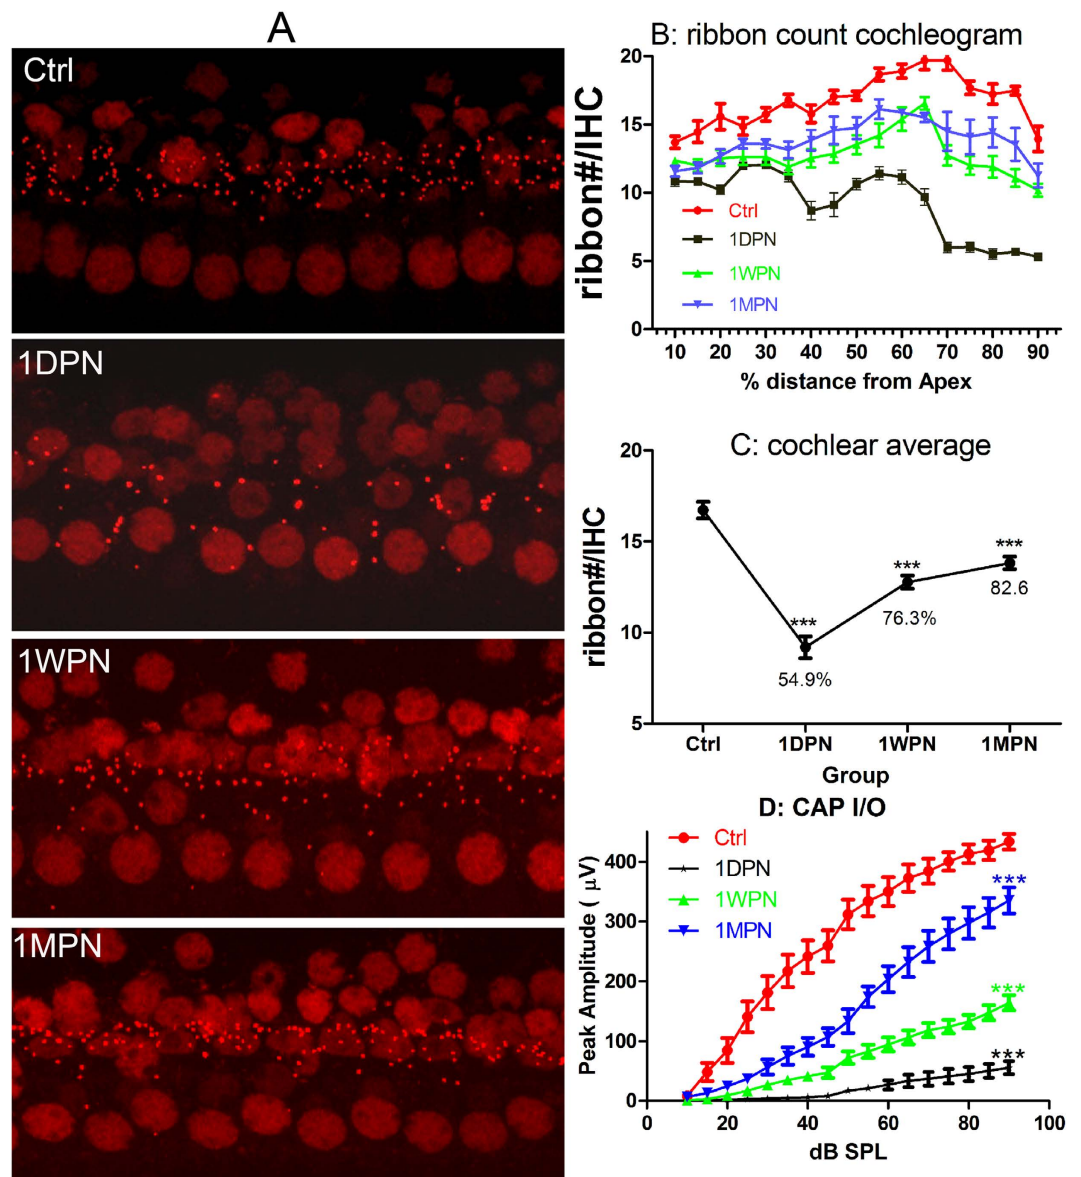 A
Ctrl
1DPN
1WPN
1MPN
B: ribbon count cochleogram
ribbon#/IHC
20
15
10
5
0
Ctrl
1DPN
1WPN
1MPN
10 20 30 40 50 60 70 80 90
% distance from Apex
C: cochlear average
ribbon#/IHC
20
15
10
5
***
54.9%
***
76.3%
***
82.6
Ctrl 1DPN 1WPN 1MPN
Group
D: CAP I/O
Peak Amplitude ( μV)
400
300
200
100
0
Ctrl
1DPN
1WPN
1MPN
***
***
***
0 20 40 60 80 100
dB SPL